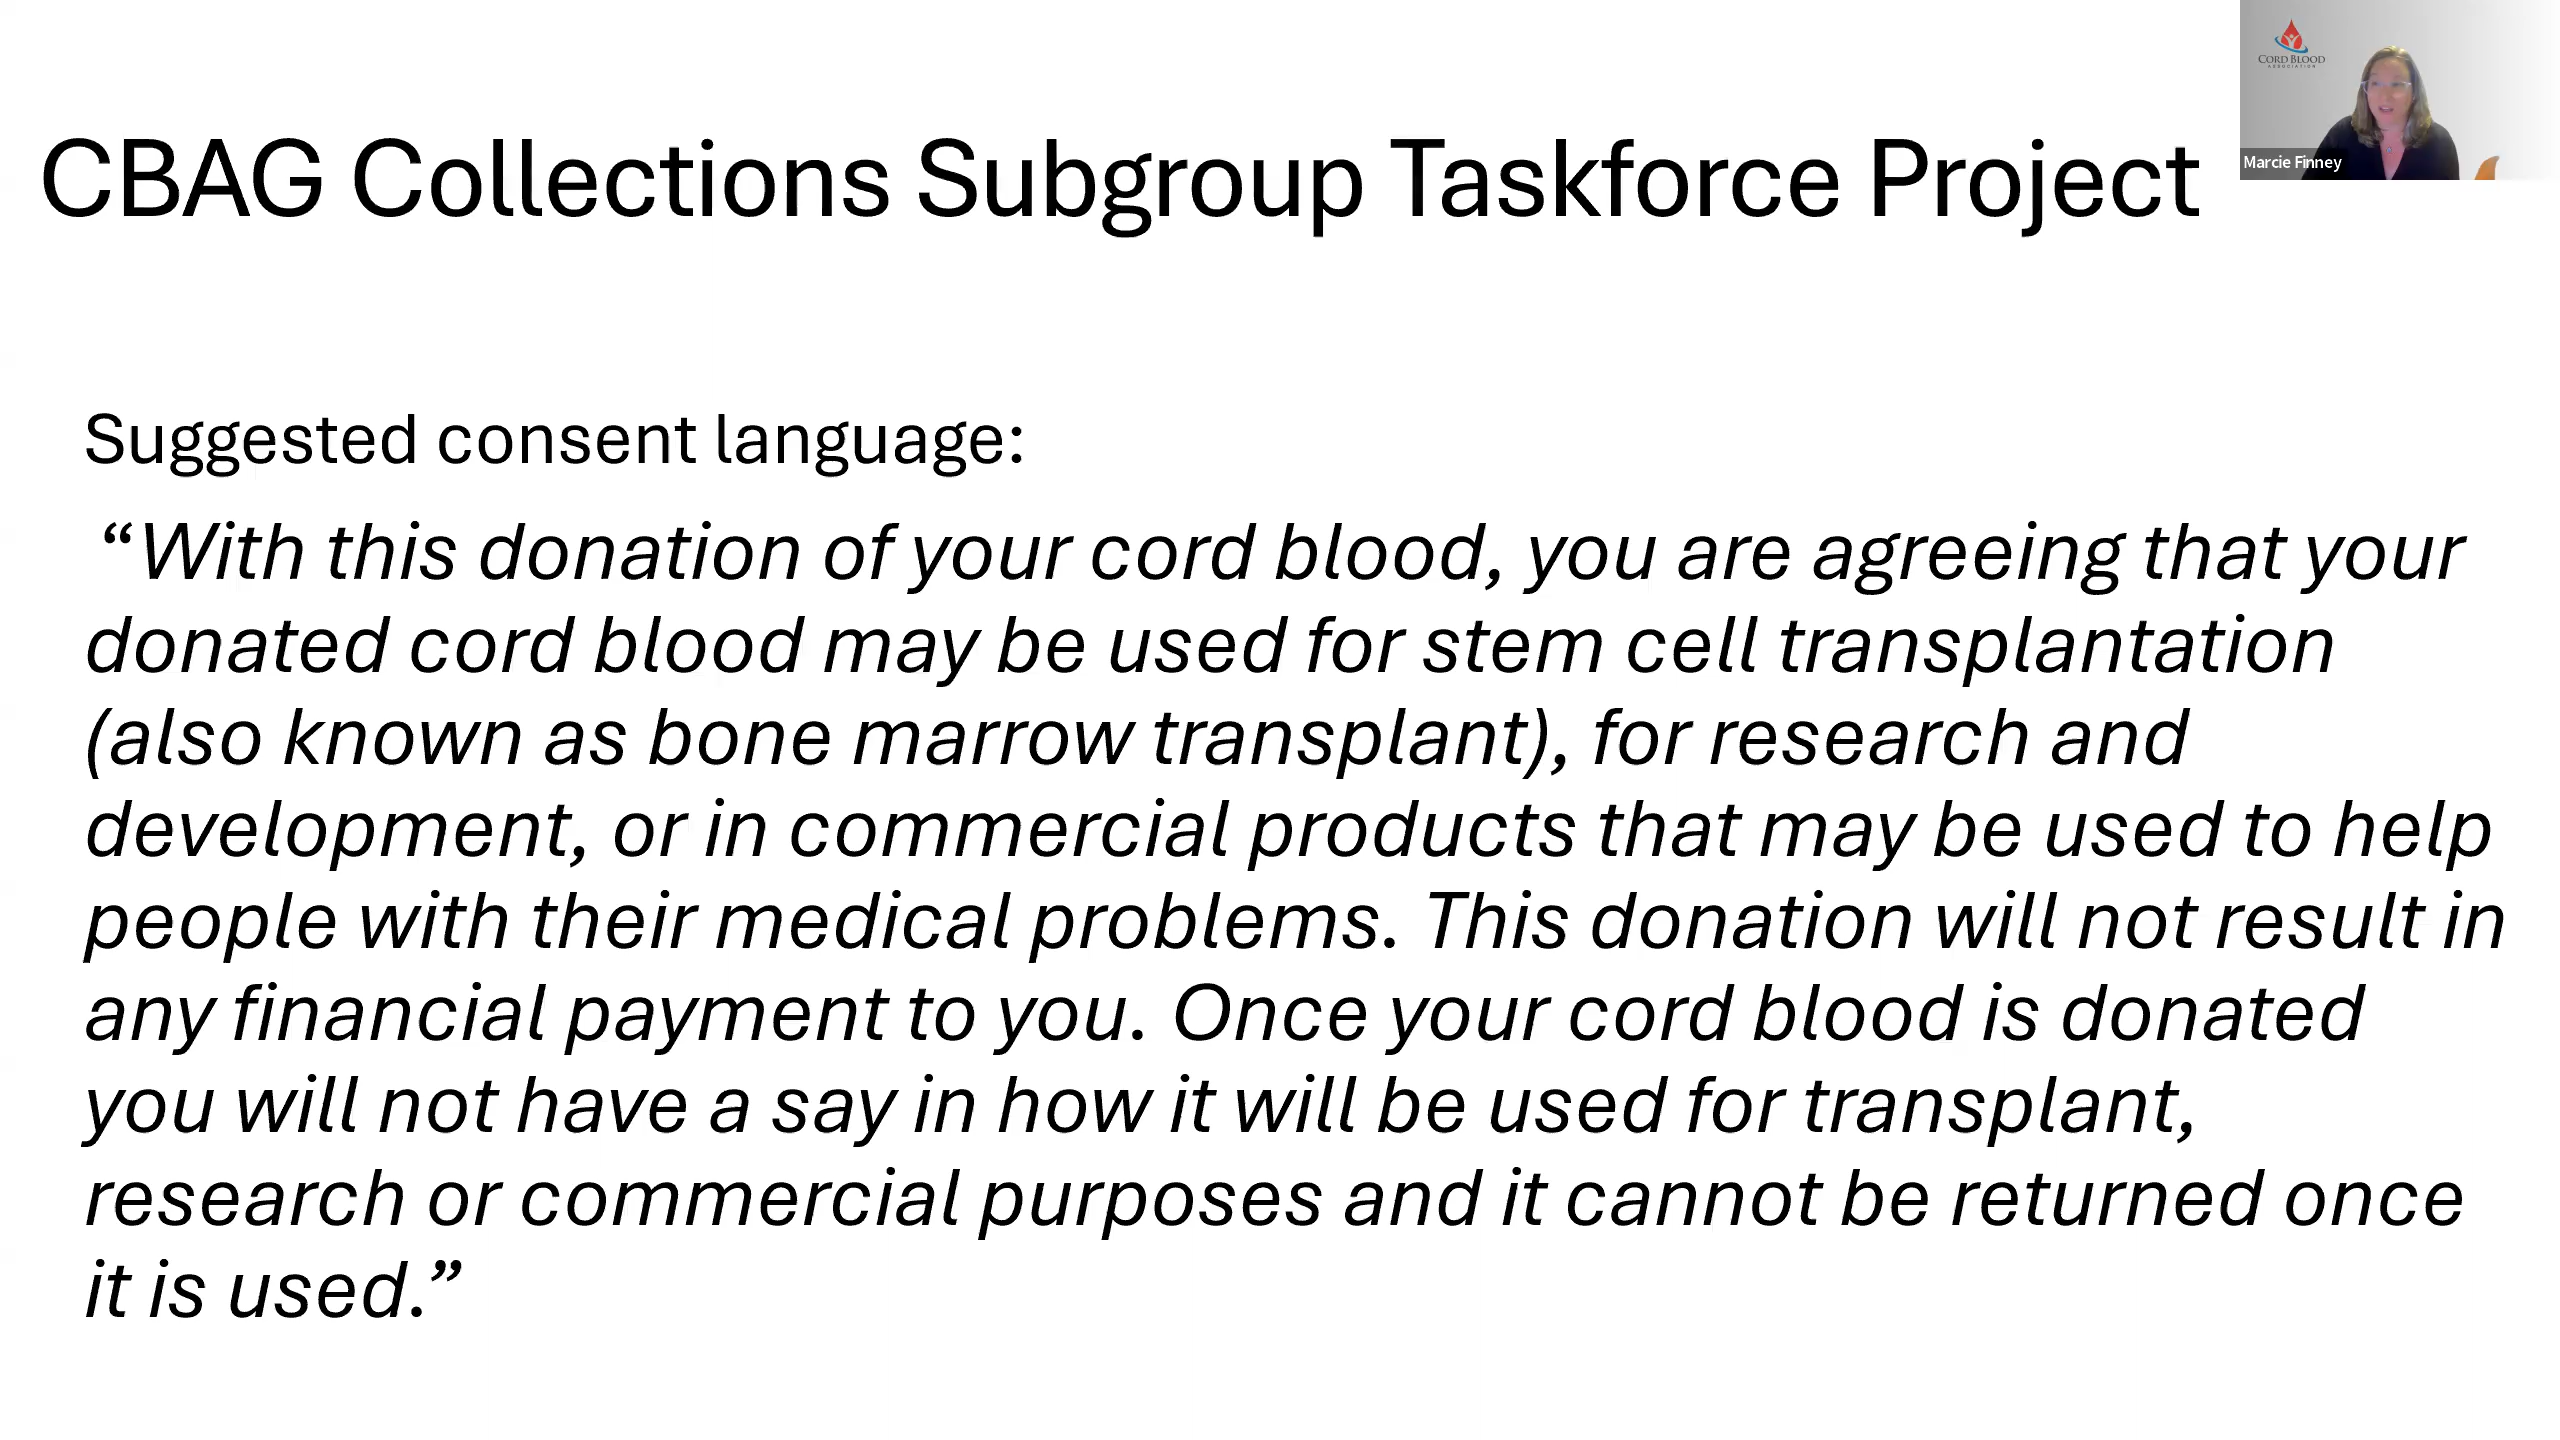 CORD BLOOD
ASSOCIATION
Marcie Finney
CBAG Collections Subgroup Taskforce Project
Suggested consent language:
“With this donation of your cord blood, you are agreeing that your
donated cord blood may be used for stem cell transplantation
(also known as bone marrow transplant), for research and
development, or in commercial products that may be used to help
people with their medical problems. This donation will not result in
any financial payment to you. Once your cord blood is donated
you will not have a say in how it will be used for transplant,
research or commercial purposes and it cannot be returned once
it is used.”